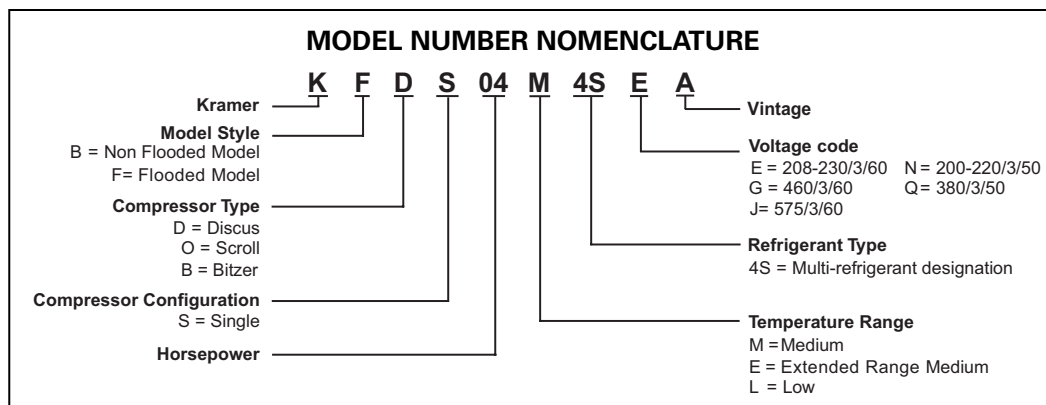 MODEL NUMBER NOMENCLATURE
K F D S 04 M 4S E A
Kramer
Model Style
B = Non Flooded Model
F= Flooded Model
Compressor Type
D = Discus
O = Scroll
B = Bitzer
Compressor Configuration
S = Single
Horsepower
Vintage
Voltage code
E = 208-230/3/60 N = 200-220/3/50
G = 460/3/60 Q= 380/3/50
J= 575/3/60
Refrigerant Type
4S = Multi-refrigerant designation
Temperature Range
M =Medium
E = Extended Range Medium
L = Low